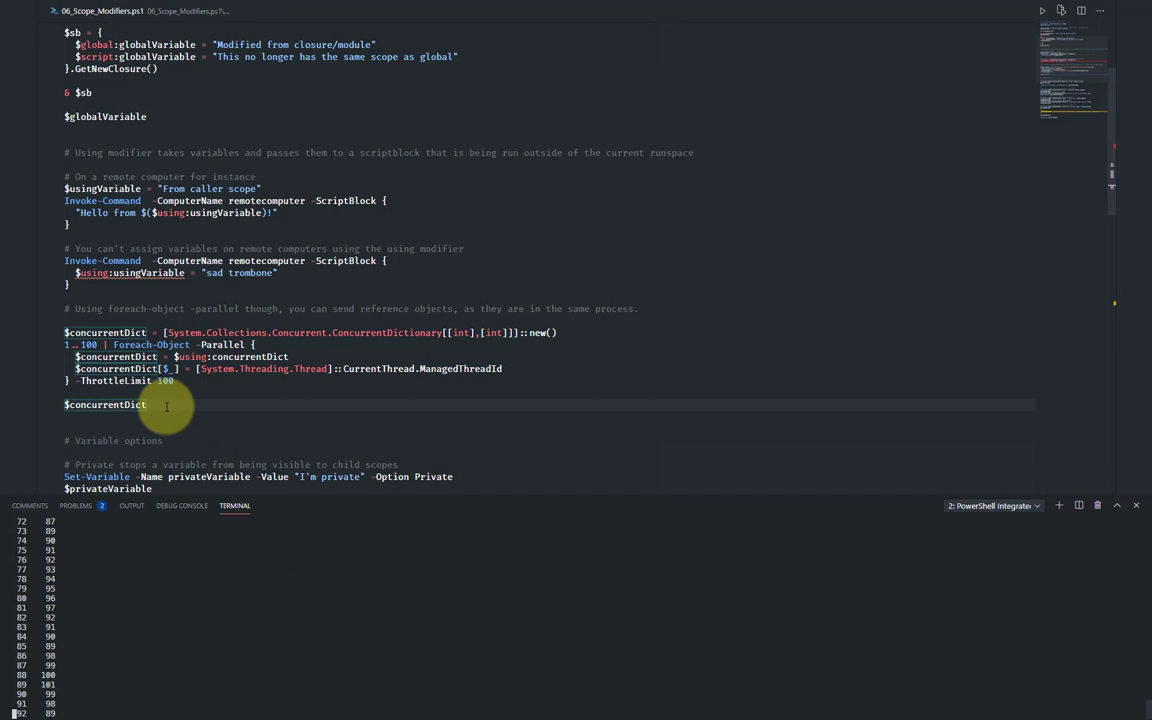 06_Scope_Modifiers.ps1 06_Scope_Modifiers.ps1\...
$sb = {
$global:globalVariable = "Modified from closure/module"
$script:globalVariable = "This no longer has the same scope as global"
}.GetNewClosure()
& $sb
$globalVariable
# Using modifier takes variables and passes them to a scriptblock that is being run outside of the current runspace
# On a remote computer for instance
$usingVariable = "From caller scope"
Invoke-Command -ComputerName remotecomputer -ScriptBlock {
"Hello from $($using:usingVariable)!"
}
# You can't assign variables on remote computers using the using modifier
Invoke-Command -ComputerName remotecomputer -ScriptBlock {
$using:usingVariable = "sad trombone"
}
# Using foreach-object -parallel though, you can send reference objects, as they are in the same process.
$concurrentDict = [System.Collections.Concurrent.ConcurrentDictionary[[int],[int]]]::new()
1..100 | Foreach-Object -Parallel {
$concurrentDict = $using:concurrentDict
$concurrentDict[$_] = [System.Threading.Thread]::CurrentThread.ManagedThreadId
} -ThrottleLimit 100
$concurrentDict
# Variable options
# Private stops a variable from being visible to child scopes
Set-Variable -Name privateVariable -Value "I'm private" -Option Private
$privateVariable
COMMENTS PROBLEMS 2 OUTPUT DEBUG CONSOLE TERMINAL 2: PowerShell Integrate
72 87
73 89
74 90
75 91
76 92
77 93
78 94
79 95
80 96
81 97
82 92
83 91
84 90
85 89
86 98
87 99
88 100
89 101
90 99
91 98
92 89